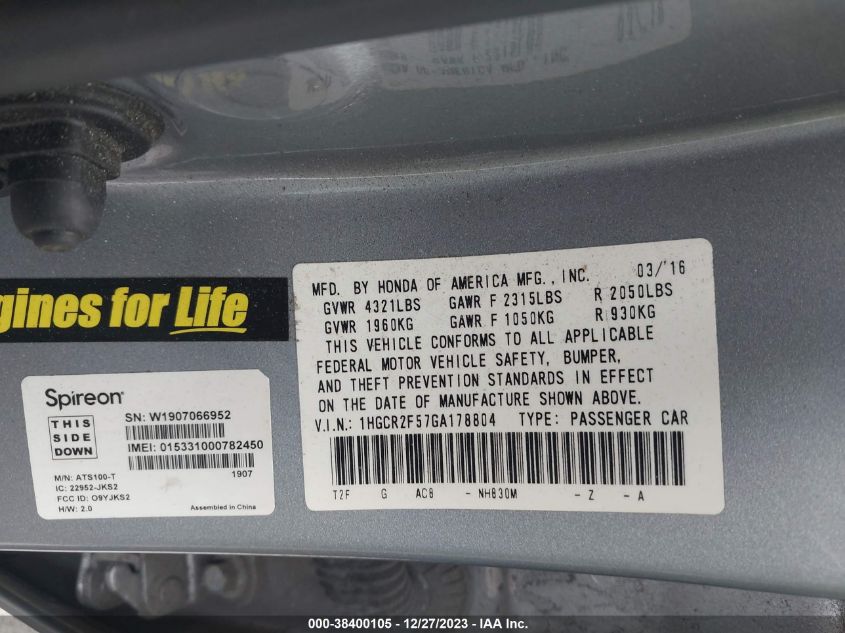 MFD. BY HONDA OF AMERICA MFG., INC. 03/'16
GVWR 4321LBS GAWR F 2315LBS R 2050LBS
GVWR 1960KG GAWR F 1050KG R 930KG
THIS VEHICLE CONFORMS TO ALL APPLICABLE
FEDERAL MOTOR VEHICLE SAFETY, BUMPER,
AND THEFT PREVENTION STANDARDS IN EFFECT
ON THE DATE OF MANUFACTURE SHOWN ABOVE.
V.I.N.: 1HGCR2F57GA178804 TYPE: PASSENGER CAR
T2F G AC8 - NH830M - Z - A
gines for Life
Spireon
THIS
SIDE
DOWN
SN: W1907066952
IMEI: 015331000782450
1907
M/N: ATS100-T
IC: 22952-JKS2
FCC ID: O9YJKS2
H/W: 2.0
Assembled in China
000-38400105 - 12/27/2023 - IAA Inc.